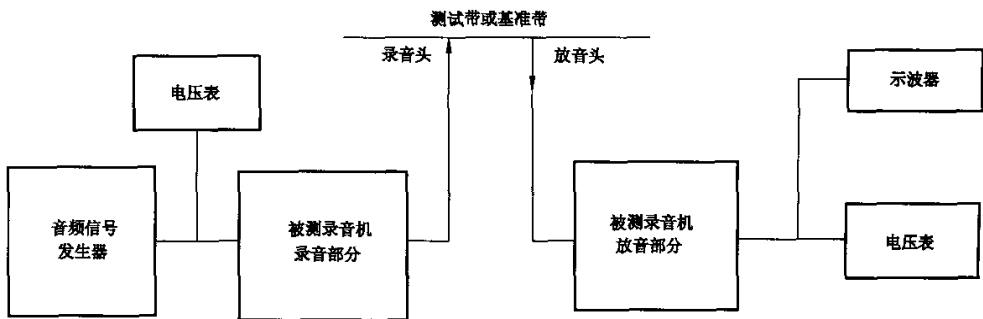 测试带或基准带
录音头
放音头
电压表
示波器
音频信号
发生器
被测录音机
录音部分
被测录音机
放音部分
电压表